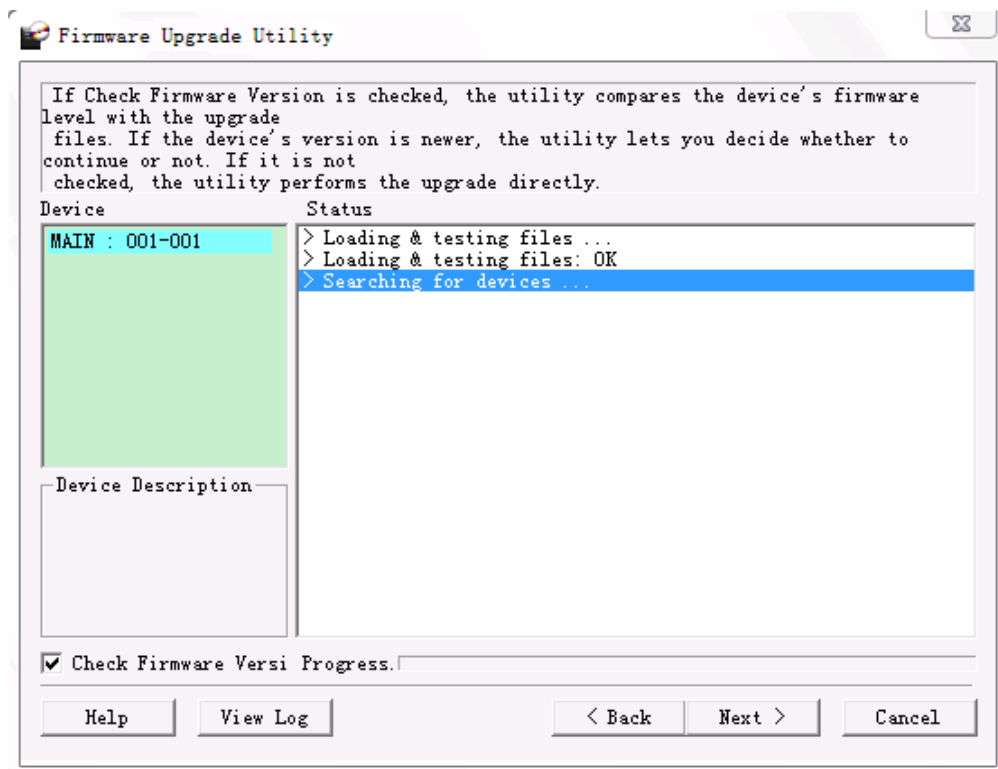 Firmware Upgrade Utility
If Check Firmware Version is checked, the utility compares the device's firmware
level with the upgrade
files. If the device's version is newer, the utility lets you decide whether to
continue or not. If it is not
checked, the utility performs the upgrade directly.
Device Status
MAIN : 001-001
> Loading & testing files ...
> Loading & testing files: OK
> Searching for devices ...
Device Description
Check Firmware Versi Progress.
Help View Log < Back Next > Cancel